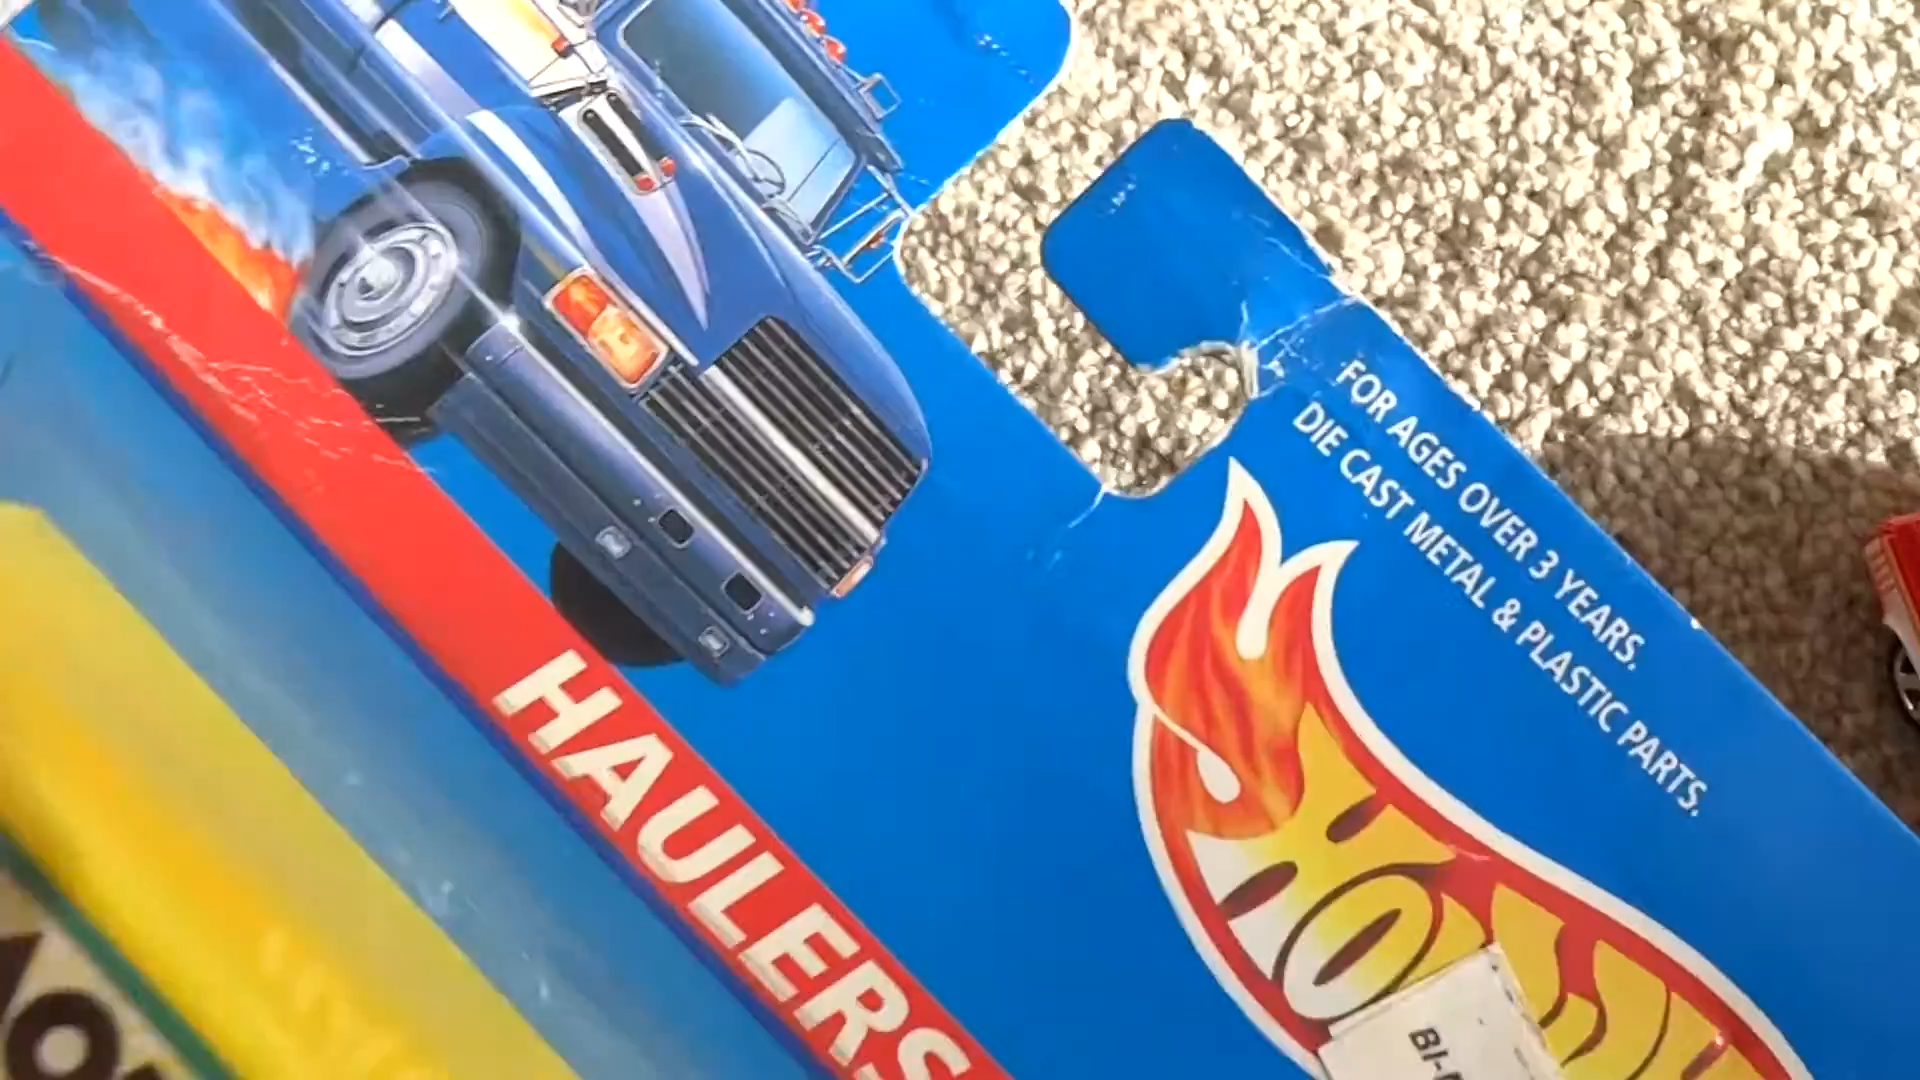 FOR AGES OVER 3 YEARS.
DIE CAST METAL & PLASTIC PARTS.
HAULERS